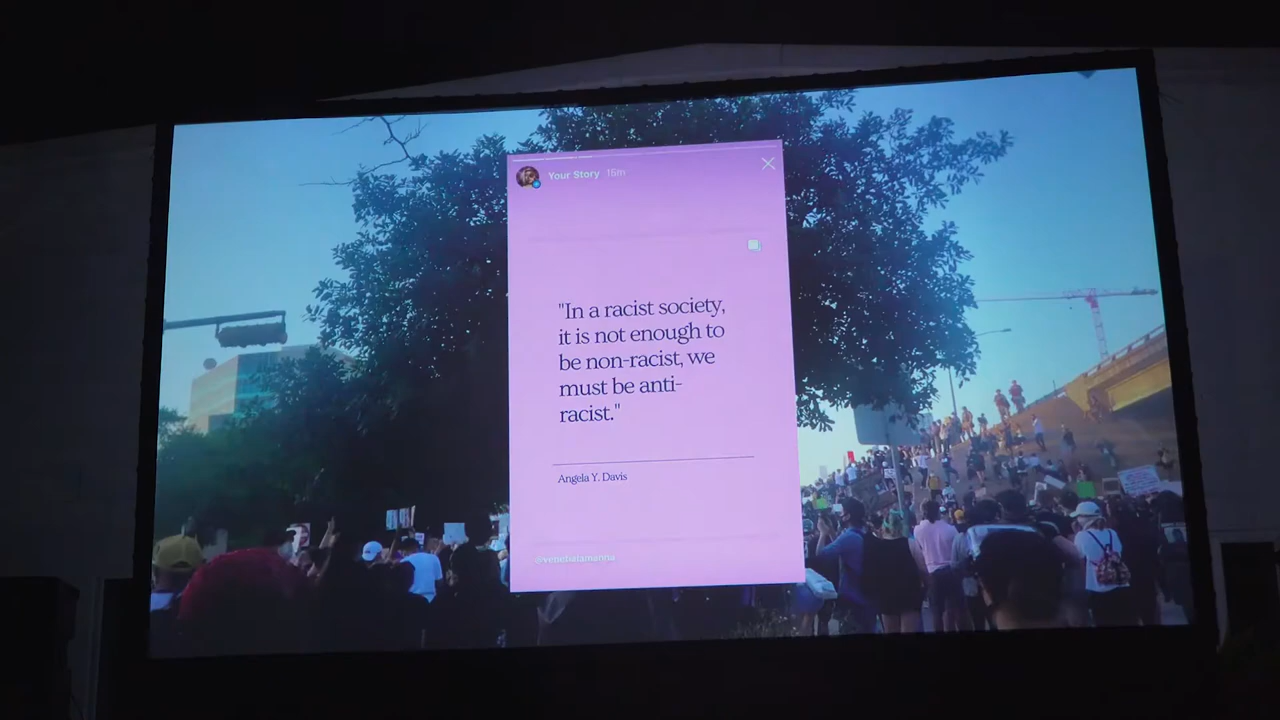 Your Story 15m
"In a racist society,
it is not enough to
be non-racist, we
must be anti-
racist."
Angela Y. Davis